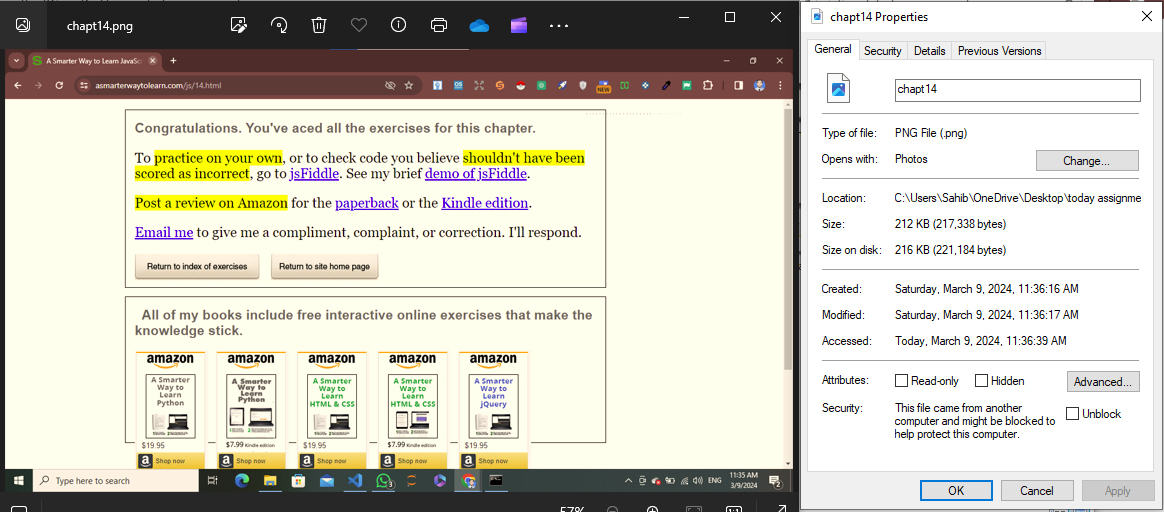 chapt14.png
A Smarter Way to Learn JavaSc
asmarterwaytolearn.com/js/14.html
NEW
Congratulations. You've aced all the exercises for this chapter.
To practice on your own, or to check code you believe shouldn't have been
scored as incorrect, go to jsFiddle. See my brief demo of jsFiddle.
Post a review on Amazon for the paperback or the Kindle edition.
Email me to give me a compliment, complaint, or correction. I'll respond.
Return to index of exercises Return to site home page
All of my books include free interactive online exercises that make the
knowledge stick.
amazon amazon amazon amazon amazon
A Smarter Way to Learn Python
A Smarter Way to Learn Python
A Smarter Way to Learn HTML & CSS
A Smarter Way to Learn HTML & CSS
A Smarter Way to Learn jQuery
$19.95 $7.99 Kindle edition $19.95 $7.99 Kindle edition $19.95
Shop now Shop now Shop now Shop now Shop now
Type here to search
ENG
11:35 AM
3/9/2024
57%
chapt14 Properties
General Security Details Previous Versions
chapt14
Type of file: PNG File (.png)
Opens with: Photos Change...
Location: C:\Users\Sahib\OneDrive\Desktop\today assignme
Size: 212 KB (217,338 bytes)
Size on disk: 216 KB (221,184 bytes)
Created: Saturday, March 9, 2024, 11:36:16 AM
Modified: Saturday, March 9, 2024, 11:36:17 AM
Accessed: Today, March 9, 2024, 11:36:39 AM
Attributes: Read-only Hidden Advanced...
Security: This file came from another
computer and might be blocked to
help protect this computer.
Unblock
OK Cancel Apply